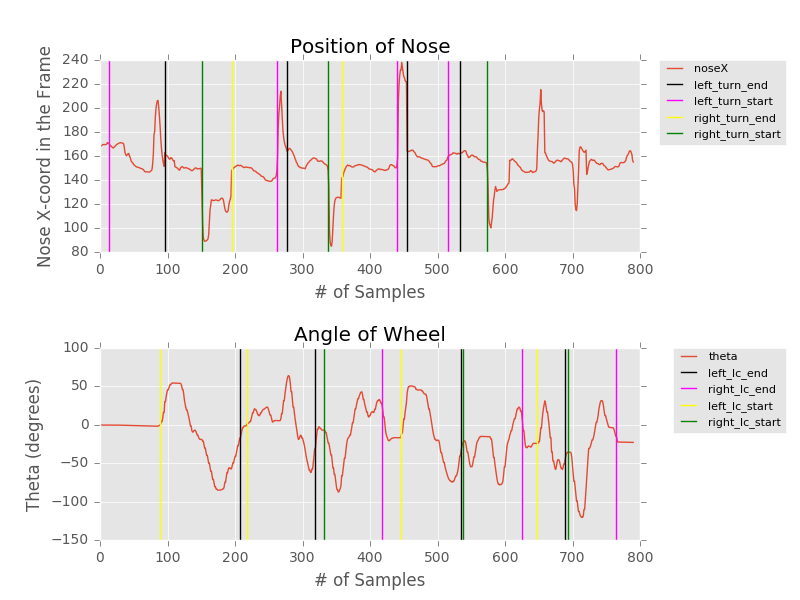 Position of Nose
Nose X-coord in the Frame
240
220
200
180
160
140
120
100
80
0 100 200 300 400 500 600 700 800
# of Samples
noseX
left_turn_end
left_turn_start
right_turn_end
right_turn_start
Angle of Wheel
Theta (degrees)
100
50
0
−50
−100
−150
0 100 200 300 400 500 600 700 800
# of Samples
theta
left_lc_end
right_lc_end
left_lc_start
right_lc_start